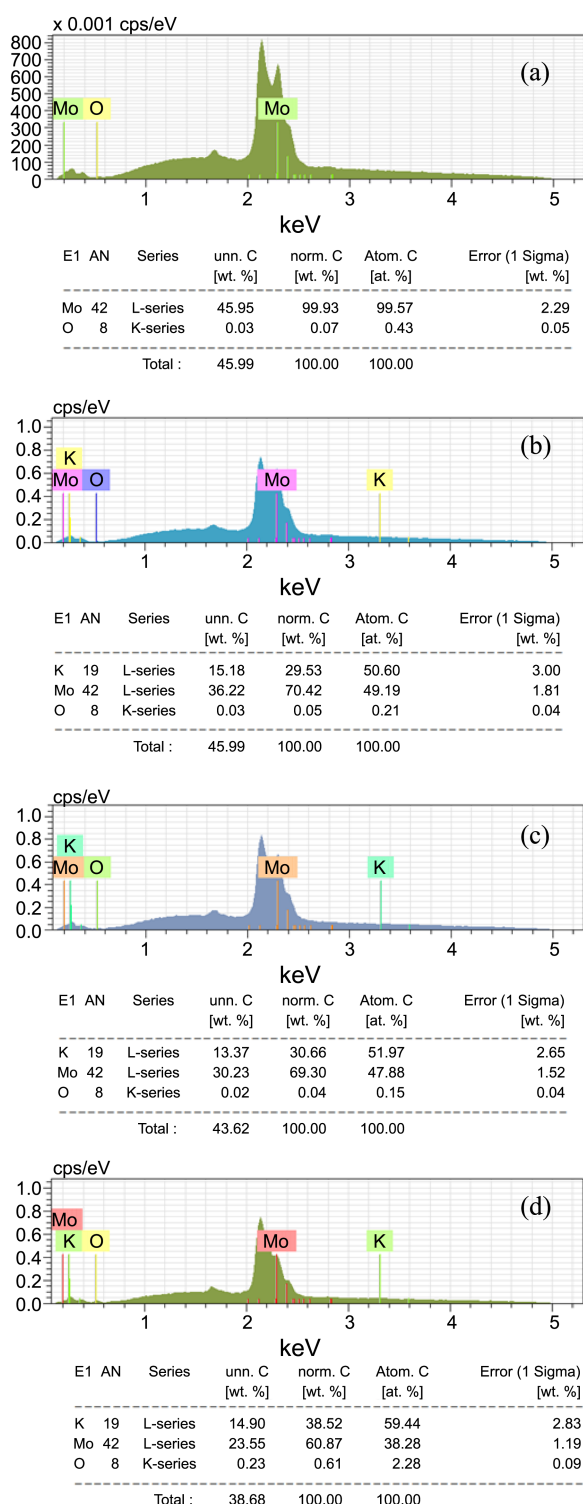 x 0.001 cps/eV
800
700
600
500
400
300
200
100
0
(a)
Mo O Mo
1 2 3 4 5
keV
E1 AN Series unn. C norm. C Atom. C Error (1 Sigma)
[wt. %] [wt. %] [at. %] [wt. %]
Mo 42 L-series 45.95 99.93 99.57 2.29
O 8 K-series 0.03 0.07 0.43 0.05
Total : 45.99 100.00 100.00
cps/eV
1.0
0.8
0.6
0.4
0.2
0.0
(b)
K
Mo O Mo K
1 2 3 4 5
keV
E1 AN Series unn. C norm. C Atom. C Error (1 Sigma)
[wt. %] [wt. %] [at. %] [wt. %]
K 19 L-series 15.18 29.53 50.60 3.00
Mo 42 L-series 36.22 70.42 49.19 1.81
O 8 K-series 0.03 0.05 0.21 0.04
Total : 45.99 100.00 100.00
cps/eV
1.0
0.8
0.6
0.4
0.2
0.0
(c)
K
Mo O Mo K
1 2 3 4 5
keV
E1 AN Series unn. C norm. C Atom. C Error (1 Sigma)
[wt. %] [wt. %] [at. %] [wt. %]
K 19 L-series 13.37 30.66 51.97 2.65
Mo 42 L-series 30.23 69.30 47.88 1.52
O 8 K-series 0.02 0.04 0.15 0.04
Total : 43.62 100.00 100.00
cps/eV
1.0
0.8
0.6
0.4
0.2
0.0
(d)
Mo
K O Mo K
1 2 3 4 5
keV
E1 AN Series unn. C norm. C Atom. C Error (1 Sigma)
[wt. %] [wt. %] [at. %] [wt. %]
K 19 L-series 14.90 38.52 59.44 2.83
Mo 42 L-series 23.55 60.87 38.28 1.19
O 8 K-series 0.23 0.61 2.28 0.09
Total : 38.68 100.00 100.00